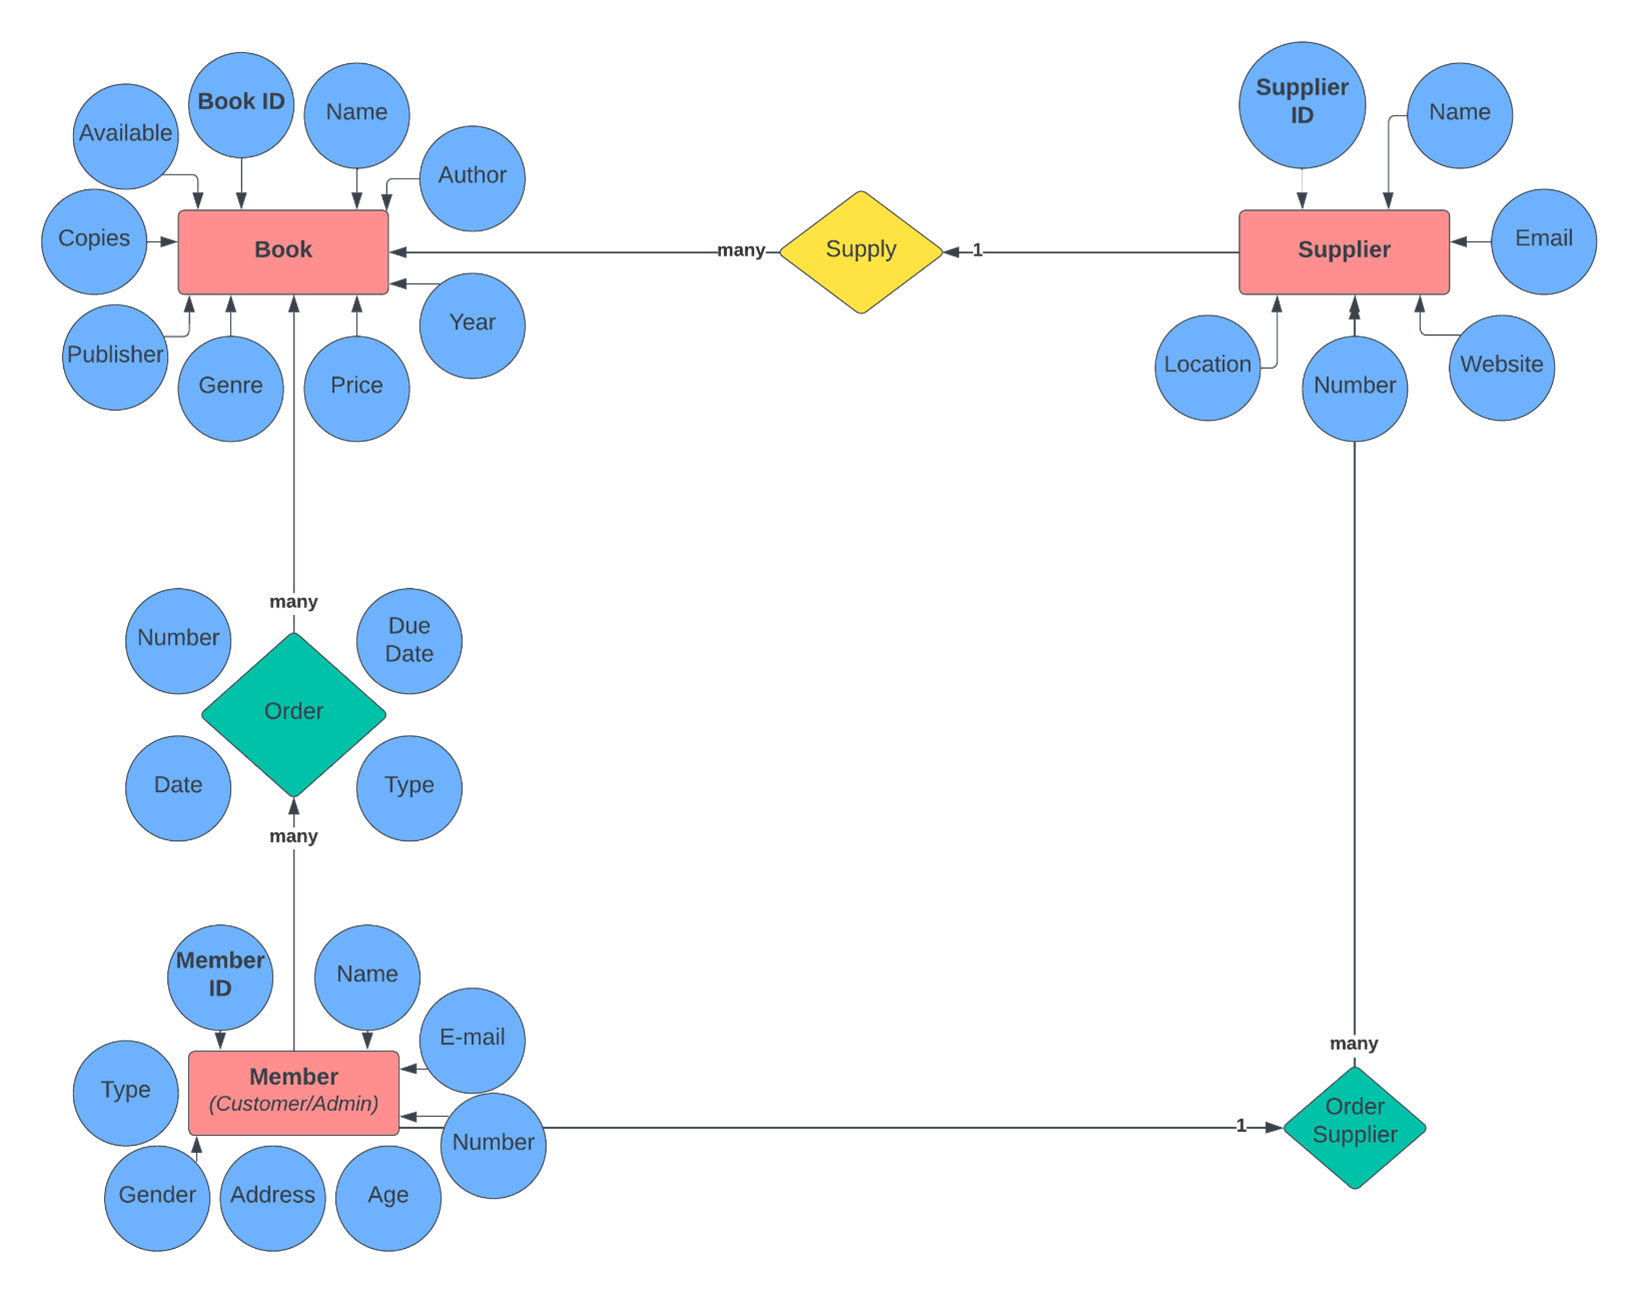 Book ID
Name
Available
Author
Copies
Book
Publisher
Genre
Price
Year
many
Supply
1
Supplier
ID
Name
Supplier
Email
Location
Number
Website
many
Number
Due
Date
Order
Date
Type
many
Member
ID
Name
E-mail
Type
Member
(Customer/Admin)
Number
Gender
Address
Age
1
many
Order
Supplier